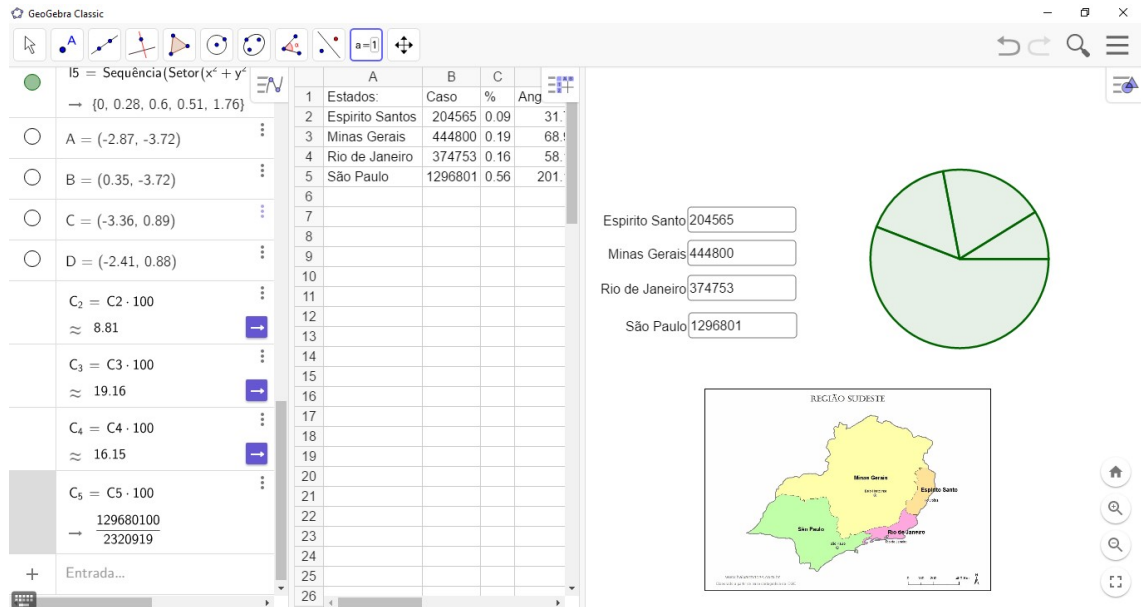 GeoGebra Classic
a=1
l5 = Sequência(Setor(x² + y²
→ {0, 0.28, 0.6, 0.51, 1.76}
A = (-2.87, -3.72)
B = (0.35, -3.72)
C = (-3.36, 0.89)
D = (-2.41, 0.88)
C₂ = C2 · 100
≈ 8.81
C₃ = C3 · 100
≈ 19.16
C₄ = C4 · 100
≈ 16.15
C₅ = C5 · 100
→ 129680100
2320919
+ Entrada...
A B C
1 Estados: Caso % Ang
2 Espirito Santos 204565 0.09 31.
3 Minas Gerais 444800 0.19 68.
4 Rio de Janeiro 374753 0.16 58.
5 São Paulo 1296801 0.56 201.
6
7
8
9
10
11
12
13
14
15
16
17
18
19
20
21
22
23
24
25
26
Espirito Santo 204565
Minas Gerais 444800
Rio de Janeiro 374753
São Paulo 1296801
REGIÃO SUDESTE
Minas Gerais
Espírito Santo
São Paulo
Rio de Janeiro